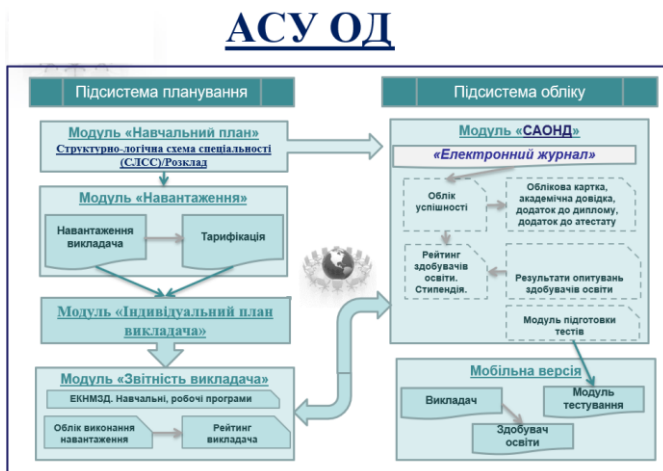 АСУ ОД
Підсистема планування
Модуль «Навчальний план»
Структурно-логічна схема спеціальності
(СЛСС)/Розклад
Модуль «Навантаження»
Навантаження
викладача
Тарифікація
Модуль «Індивідуальний план
викладача»
Модуль «Звітність викладача»
ЕКНМЗД. Навчальні, робочі програми
Облік виконання
навантаження
Рейтинг
викладача
Підсистема обліку
Модуль «САОНД»
«Електронний журнал»
Облік
успішності
Облікова картка,
академічна довідка,
додаток до диплому,
додаток до атестату
Рейтинг
здобувачів
освіти.
Стипендія.
Результати опитувань
здобувачів освіти
Модуль підготовки
тестів
Мобільна версія
Викладач
Модуль
тестування
Здобувач
освіти